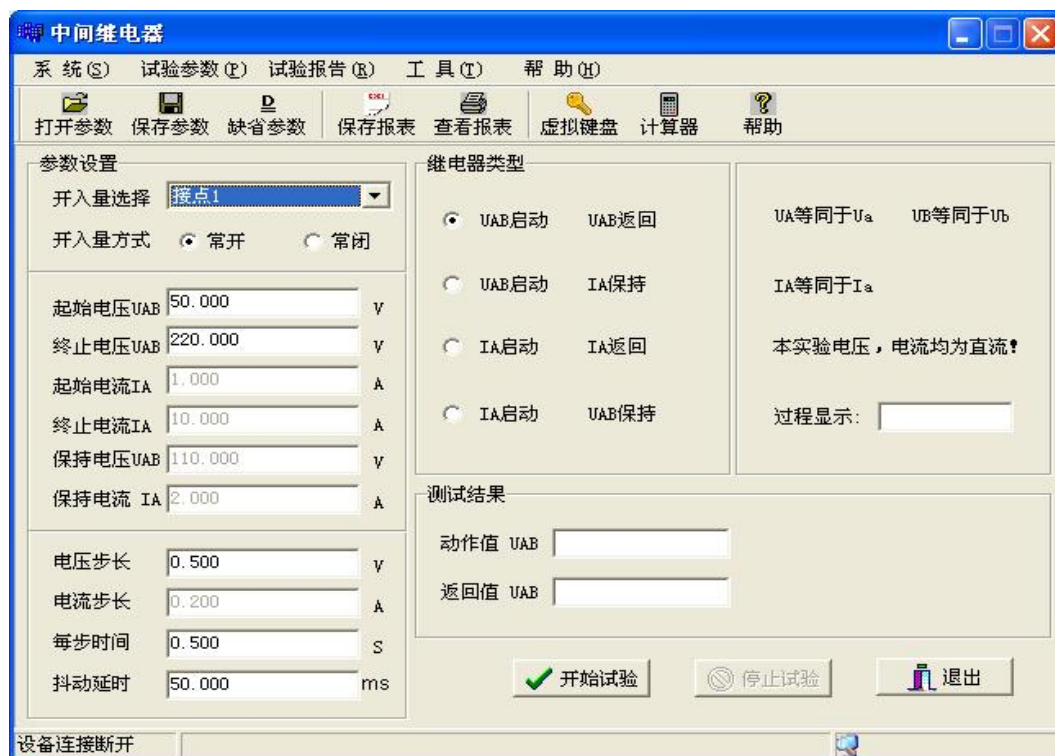 中间继电器
系 统(S) 试验参数(P) 试验报告(R) 工 具(T) 帮 助(H)
打开参数 保存参数 缺省参数 保存报表 查看报表 虚拟键盘 计算器 帮助
参数设置
开入量选择 接点1
开入量方式 常开 常闭
起始电压UAB 50.000 V
终止电压UAB 220.000 V
起始电流IA 1.000 A
终止电流IA 10.000 A
保持电压UAB 110.000 V
保持电流 IA 2.000 A
电压步长 0.500 V
电流步长 0.200 A
每步时间 0.500 S
抖动延时 50.000 ms
继电器类型
UAB启动 UAB返回
UAB启动 IA保持
IA启动 IA返回
IA启动 UAB保持
UA等同于Ua UB等同于Ub
IA等同于Ia
本实验电压，电流均为直流!
过程显示:
测试结果
动作值 UAB
返回值 UAB
开始试验 停止试验 退出
设备连接断开